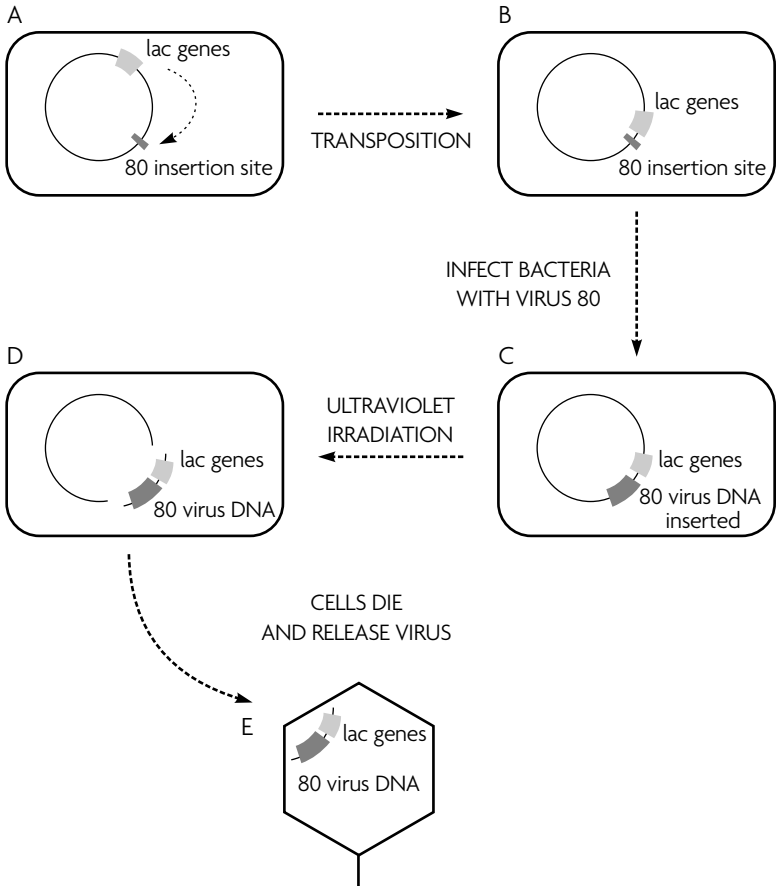 A
lac genes
80 insertion site
TRANSPOSITION
B
lac genes
80 insertion site
INFECT BACTERIA
WITH VIRUS 80
C
lac genes
80 virus DNA
inserted
ULTRAVIOLET
IRRADIATION
D
lac genes
80 virus DNA
CELLS DIE
AND RELEASE VIRUS
E
lac genes
80 virus DNA